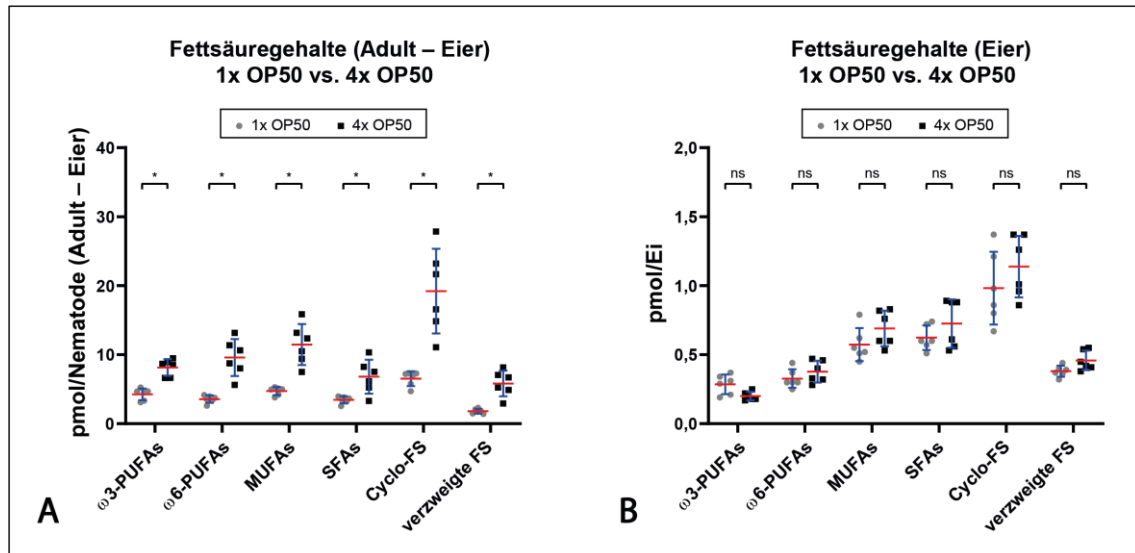 Fettsäuregehalte (Adult – Eier)
1x OP50 vs. 4x OP50
1x OP50 4x OP50
pmol/Nematode (Adult – Eier)
40
30
20
10
0
* * * * * *
ω3-PUFAs
ω6-PUFAs
MUFAs
SFAs
Cyclo-FS
verzweigte FS
A
Fettsäuregehalte (Eier)
1x OP50 vs. 4x OP50
1x OP50 4x OP50
pmol/Ei
2,0
1,5
1,0
0,5
0,0
ns ns ns ns ns ns
ω3-PUFAs
ω6-PUFAs
MUFAs
SFAs
Cyclo-FS
verzweigte FS
B